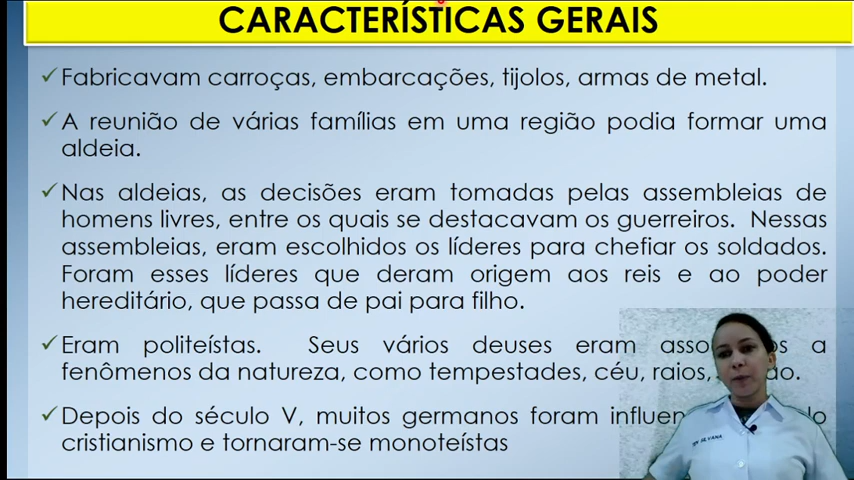 CARACTERÍSTICAS GERAIS
Fabricavam carroças, embarcações, tijolos, armas de metal.
A reunião de várias famílias em uma região podia formar uma
aldeia.
Nas aldeias, as decisões eram tomadas pelas assembleias de
homens livres, entre os quais se destacavam os guerreiros. Nessas
assembleias, eram escolhidos os líderes para chefiar os soldados.
Foram esses líderes que deram origem aos reis e ao poder
hereditário, que passa de pai para filho.
Eram politeístas. Seus vários deuses eram a
fenômenos da natureza, como tempestades, céu, raios,
Depois do século V, muitos germanos foram
cristianismo e tornaram-se monoteístas
SILVANA